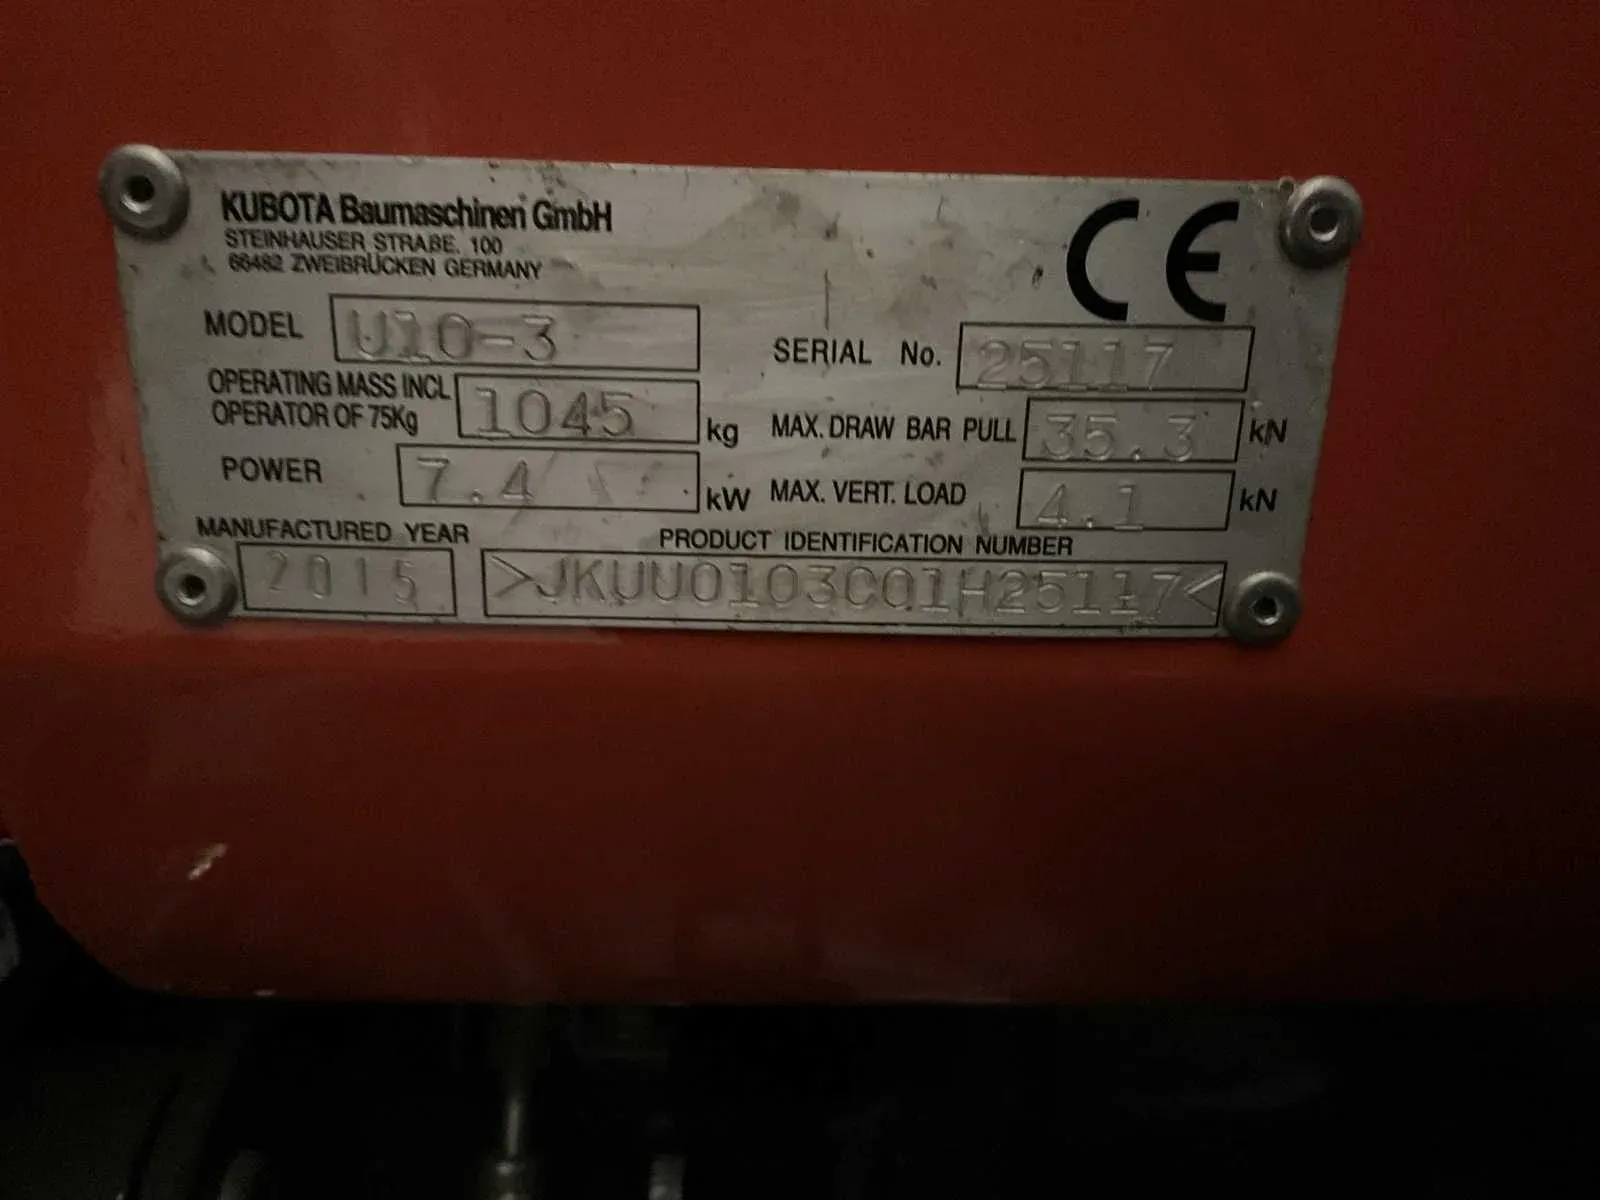 KUBOTA Baumaschinen GmbH
STEINHAUSER STRAßE. 100
66482 ZWEIBRÜCKEN GERMANY
CE
MODEL U10-3
SERIAL No. 25117
OPERATING MASS INCL
OPERATOR OF 75Kg 1045 kg
MAX. DRAW BAR PULL 35.3 kN
POWER 7.4 kW
MAX. VERT. LOAD 4.1 kN
MANUFACTURED YEAR
2015
PRODUCT IDENTIFICATION NUMBER
>JKUU0103C01H25117<